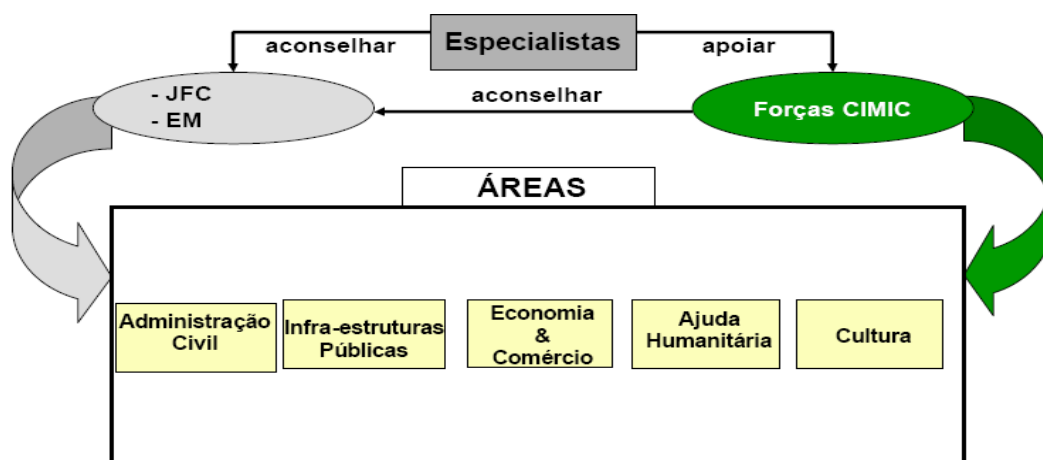 Especialistas
aconselhar
apoiar
- JFC
- EM
aconselhar
Forças CIMIC
ÁREAS
Administração
Civil
Infra-estruturas
Públicas
Economia
&
Comércio
Ajuda
Humanitária
Cultura